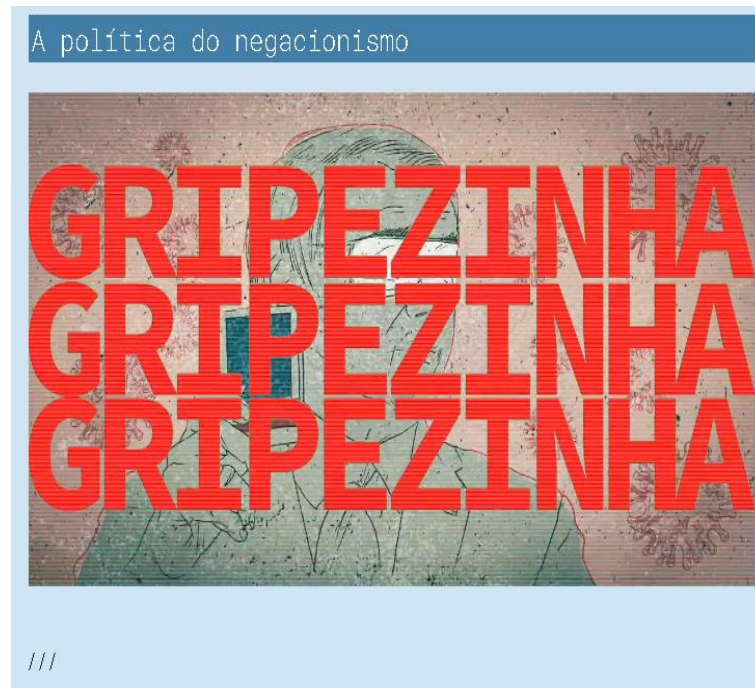 A política do negacionismo
GRIPEZINHA
GRIPEZINHA
GRIPEZINHA
///